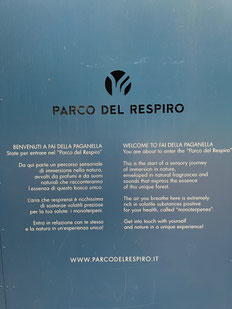 PARCO DEL RESPIRO
BENVENUTI A FAI DELLA PAGANELLA
State per entrare nel "Parco del Respiro"
Da qui parte un percorso sensoriale
di immersione nella natura,
avvolti da profumi e da suoni
naturali che racconteranno
l'essenza di questo bosco unico.
L'aria che respirerai è ricchissima
di sostanze volatili preziose
per la tua salute: i monoterpeni.
Entra in relazione con te stesso
e la natura in un'esperienza unica!
WELCOME TO FAI DELLA PAGANELLA
You are about to enter the "Parco del Respiro"
This is the start of a sensory journey
of immersion in nature,
enveloped in natural fragrances and
sounds that express the essence
of this unique forest.
The air you breathe here is extremely
rich in volatile substances positive
for your health, called "monoterpenes".
Get into touch with yourself
and nature in a unique experience!
WWW.PARCODELRESPIRO.IT